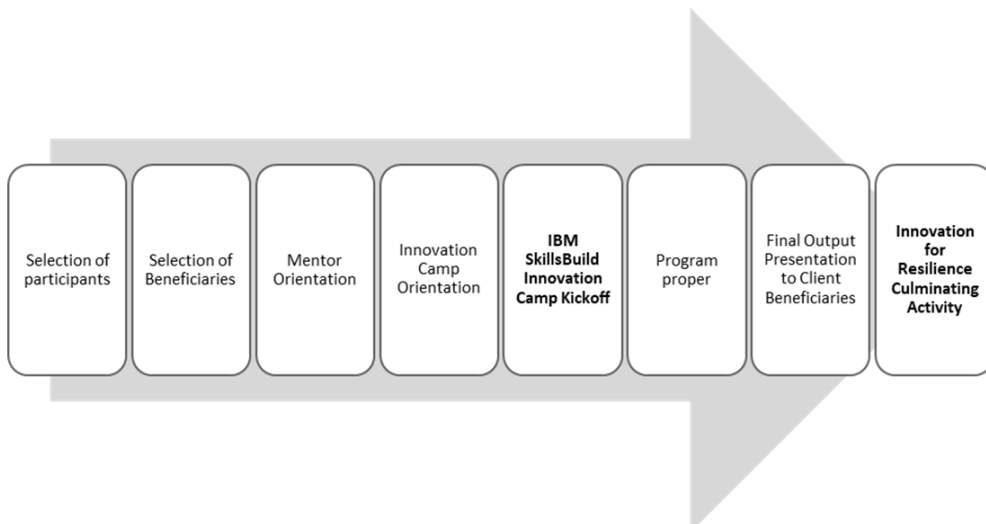 Selection of
participants
Selection of
Beneficiaries
Mentor
Orientation
Innovation
Camp
Orientation
IBM
SkillsBuild
Innovation
Camp Kickoff
Program
proper
Final Output
Presentation
to Client
Beneficiaries
Innovation
for
Resilience
Culminating
Activity